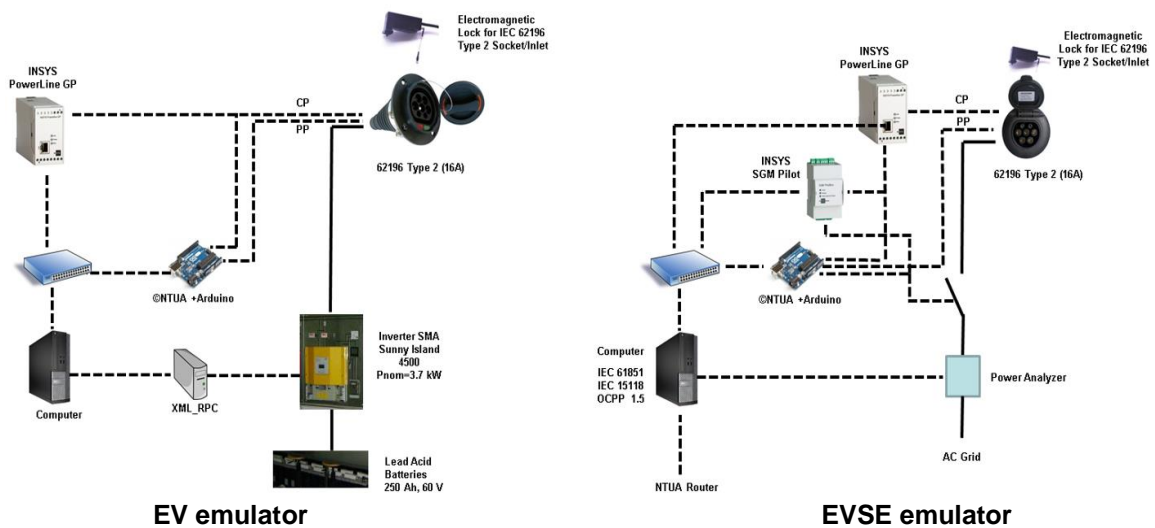 Electromagnetic
Lock for IEC 62196
Type 2 Socket/Inlet
INSYS
PowerLine GP
CP
PP
62196 Type 2 (16A)
©NTUA +Arduino
Inverter SMA
Sunny Island
4500
Pnom=3.7 kW
Computer
XML_RPC
Lead Acid
Batteries
250 Ah, 60 V
EV emulator
Electromagnetic
Lock for IEC 62196
Type 2 Socket/Inlet
INSYS
PowerLine GP
CP
PP
INSYS
SGM Pilot
62196 Type 2 (16A)
©NTUA +Arduino
Computer
IEC 61851
IEC 15118
OCPP 1.5
Power Analyzer
AC Grid
NTUA Router
EVSE emulator